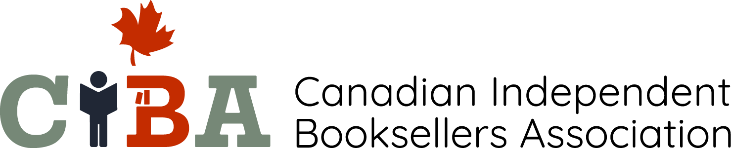 CiBA
Canadian Independent
Booksellers Association